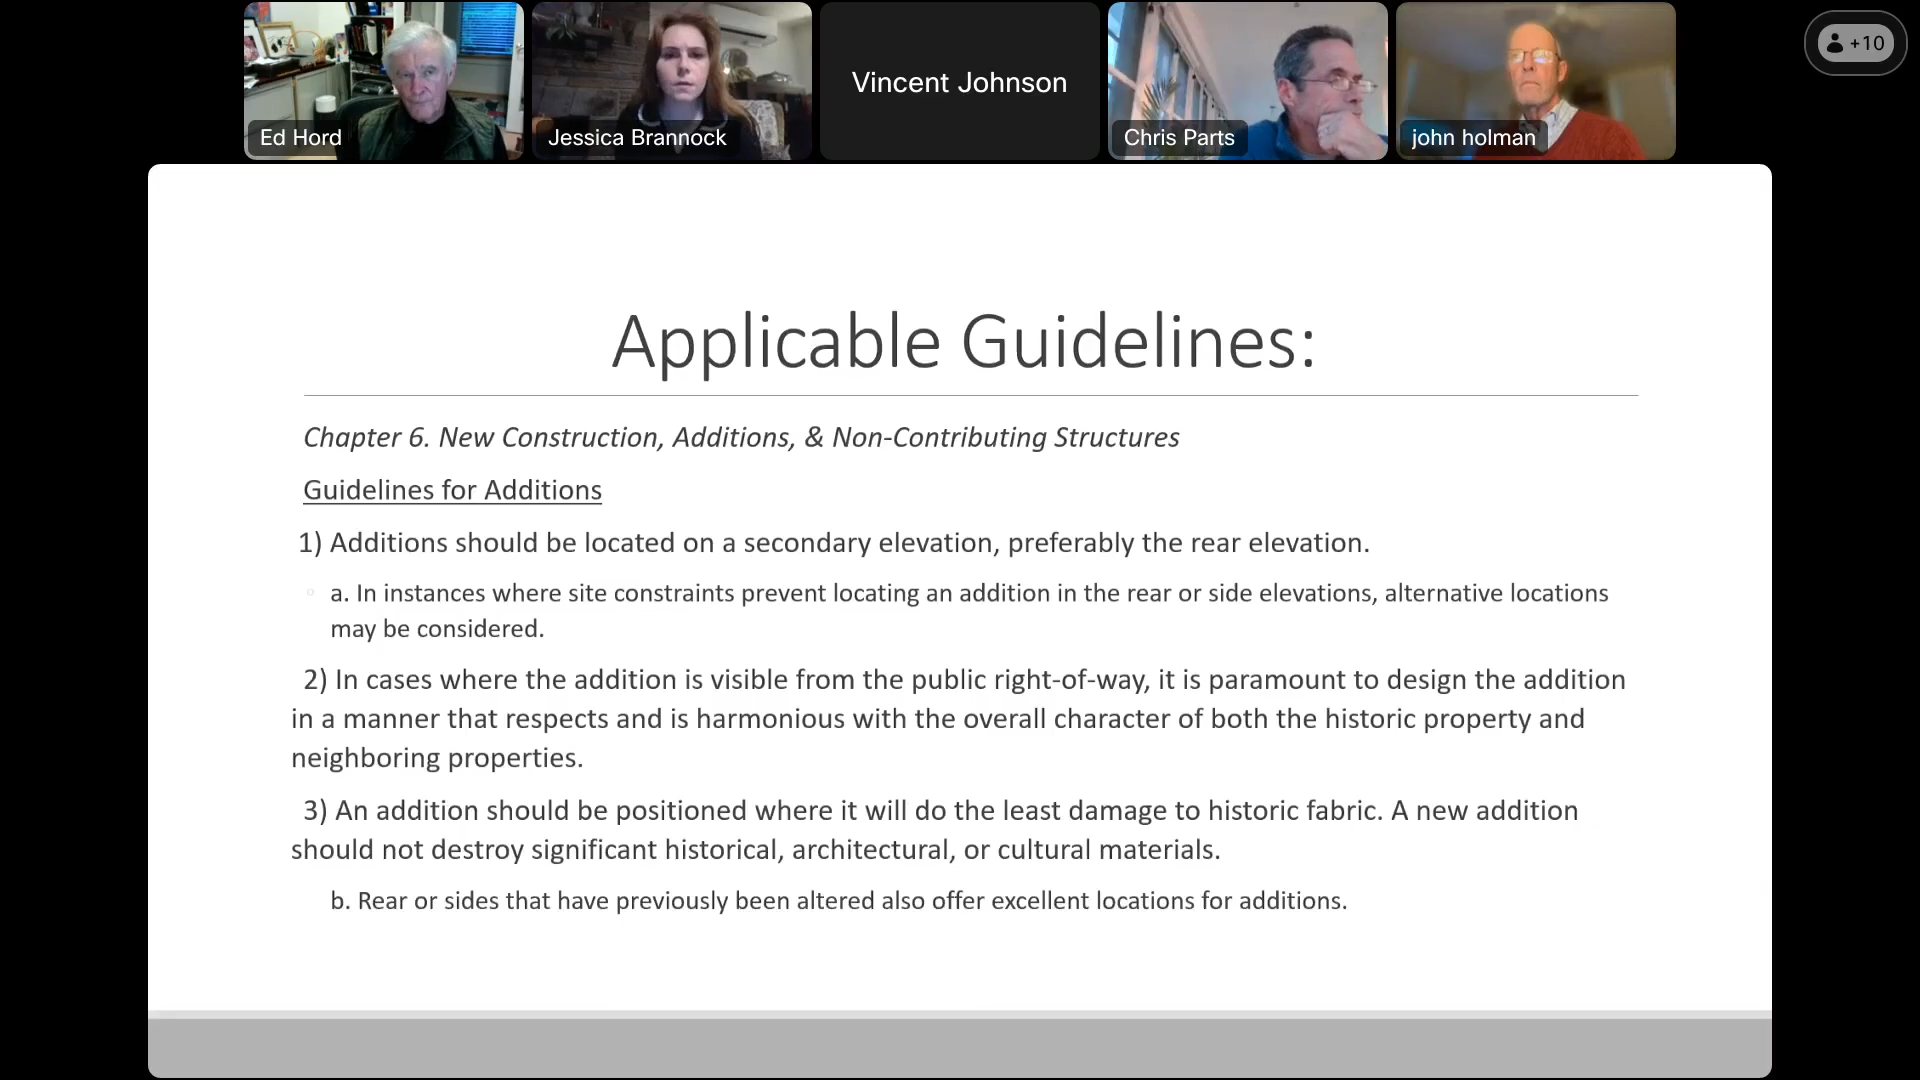 Ed Hord
Jessica Brannock
Vincent Johnson
Chris Parts
john holman
+10
Applicable Guidelines:
Chapter 6. New Construction, Additions, & Non-Contributing Structures
Guidelines for Additions
1) Additions should be located on a secondary elevation, preferably the rear elevation.
a. In instances where site constraints prevent locating an addition in the rear or side elevations, alternative locations
may be considered.
2) In cases where the addition is visible from the public right-of-way, it is paramount to design the addition
in a manner that respects and is harmonious with the overall character of both the historic property and
neighboring properties.
3) An addition should be positioned where it will do the least damage to historic fabric. A new addition
should not destroy significant historical, architectural, or cultural materials.
b. Rear or sides that have previously been altered also offer excellent locations for additions.